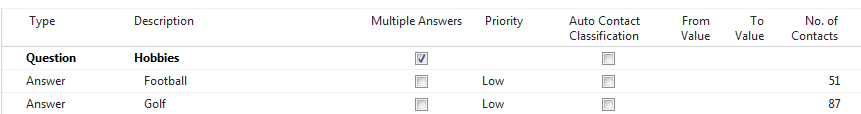 Type Description Multiple Answers Priority Auto Contact Classification From Value To Value No. of Contacts
Question Hobbies
Answer Football Low 51
Answer Golf Low 87